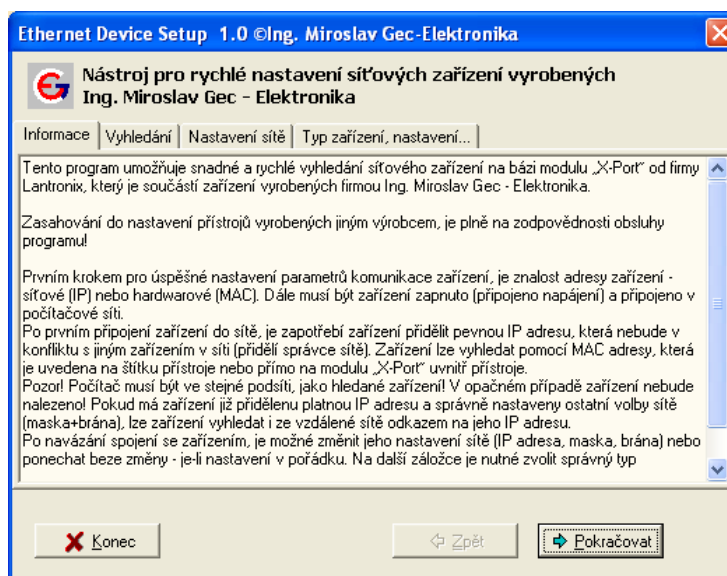 Ethernet Device Setup 1.0 ©Ing. Miroslav Gec-Elektronika
Nástroj pro rychlé nastavení síťových zařízení vyrobených
Ing. Miroslav Gec - Elektronika
Informace Vyhledání Nastavení sítě Typ zařízení, nastavení...
Tento program umožňuje snadné a rychlé vyhledání síťového zařízení na bázi modulu „X-Port“ od firmy
Lantronix, který je součástí zařízení vyrobených firmou Ing. Miroslav Gec - Elektronika.
Zasahování do nastavení přístrojů vyrobených jiným výrobcem, je plně na zodpovědnosti obsluhy
programu!
Prvním krokem pro úspěšné nastavení parametrů komunikace zařízení, je znalost adresy zařízení -
síťové (IP) nebo hardwarové (MAC). Dále musí být zařízení zapnuto (připojeno napájení) a připojeno v
počítačové síti.
Po prvním připojení zařízení do sítě, je zapotřebí zařízení přidělit pevnou IP adresu, která nebude v
konfliktu s jiným zařízením v síti (přidělí správce sítě). Zařízení lze vyhledat pomocí MAC adresy, která
je uvedena na štítku přístroje nebo přímo na modulu „X-Port“ uvnitř přístroje.
Pozor! Počítač musí být ve stejné podsíti, jako hledané zařízení! V opačném případě zařízení nebude
nalezeno! Pokud má zařízení již přidělenu platnou IP adresu a správně nastaveny ostatní volby sítě
(maska+brána), lze zařízení vyhledat i ze vzdálené sítě odkazem na jeho IP adresu.
Po navázání spojení se zařízením, je možné změnit jeho nastavení sítě (IP adresa, maska, brána) nebo
ponechat beze změny - je-li nastavení v pořádku. Na další záložce je nutné zvolit správný typ
Konec Zpět Pokračovat